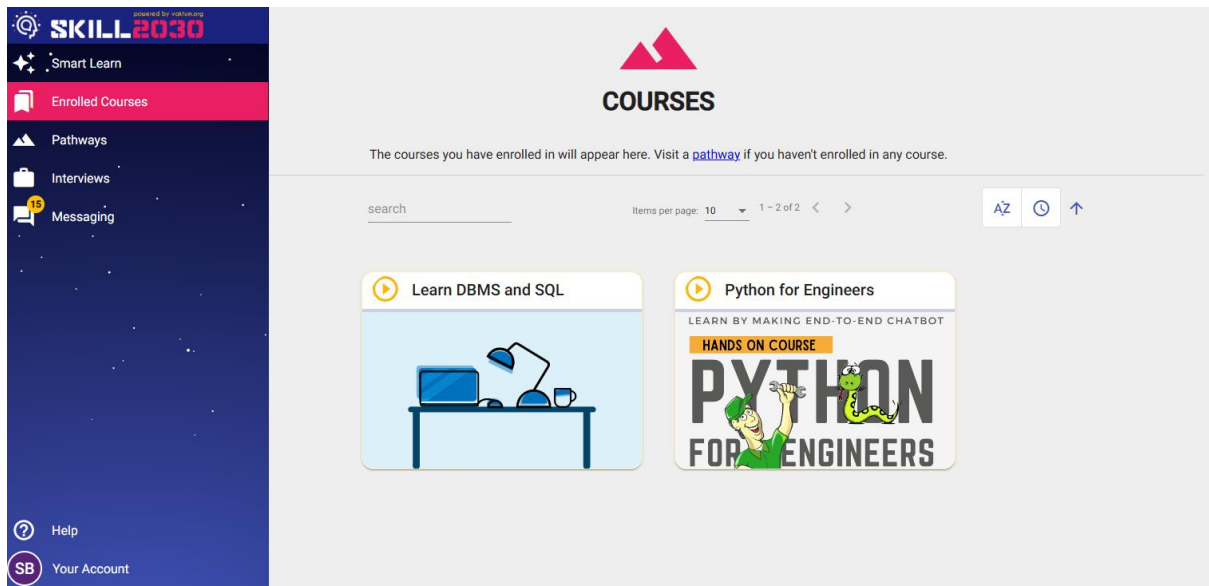 powered by vakhm.org
SKILL2030
Smart Learn
Enrolled Courses
Pathways
Interviews
15
Messaging
Help
SB
Your Account
COURSES
The courses you have enrolled in will appear here. Visit a pathway if you haven't enrolled in any course.
search
Items per page: 10
1 – 2 of 2
AZ
Learn DBMS and SQL
Python for Engineers
LEARN BY MAKING END-TO-END CHATBOT
HANDS ON COURSE
PYTHON
FOR ENGINEERS